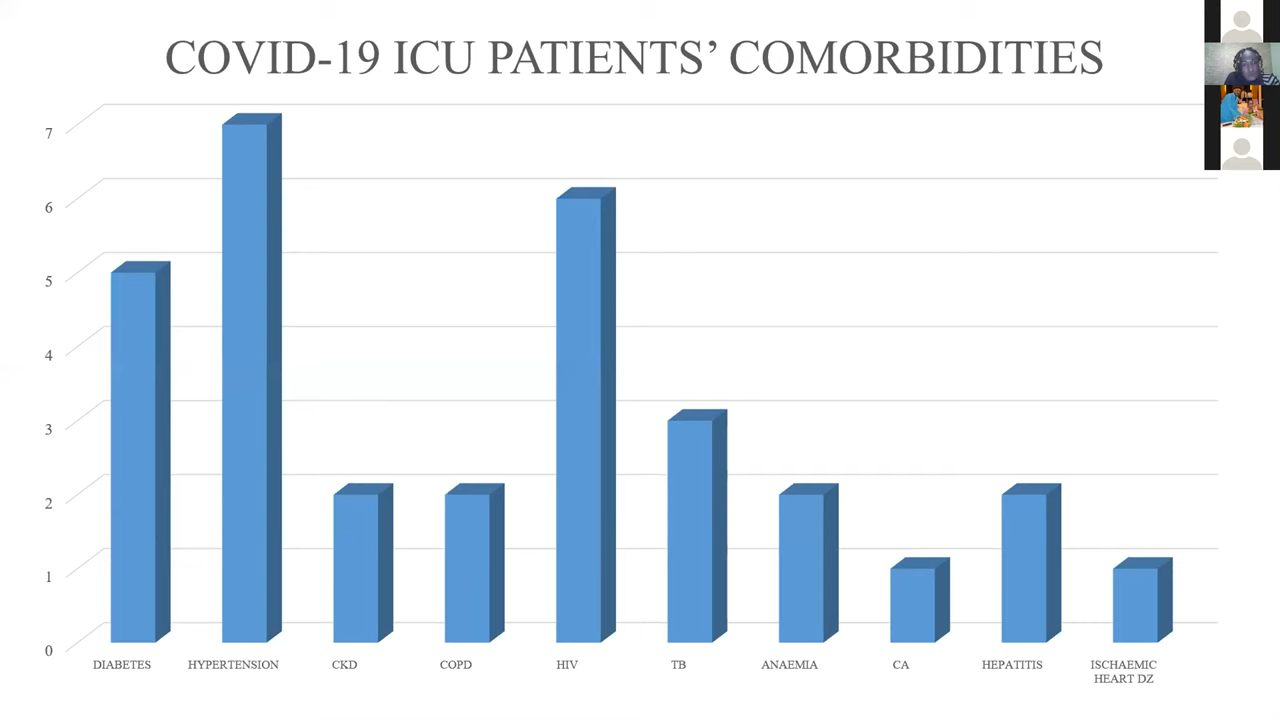 COVID-19 ICU PATIENTS’ COMORBIDITIES
7
6
5
4
3
2
1
0
DIABETES HYPERTENSION CKD COPD HIV TB ANAEMIA CA HEPATITIS ISCHAEMIC
HEART DZ